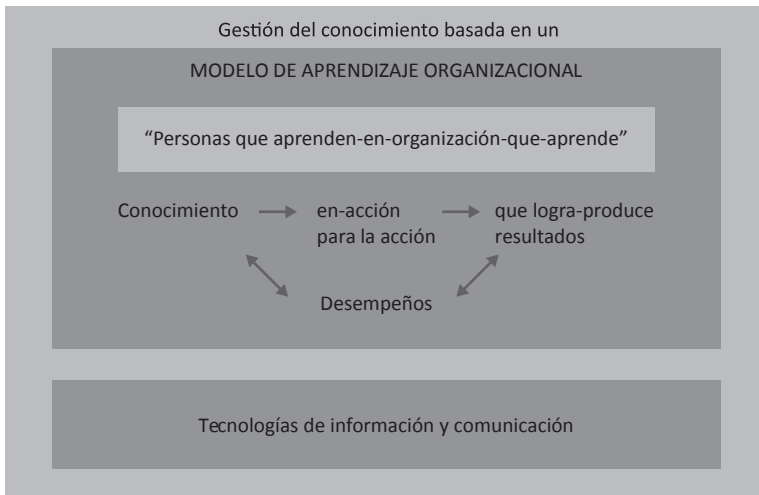 Gestión del conocimiento basada en un
MODELO DE APRENDIZAJE ORGANIZACIONAL
“Personas que aprenden-en-organización-que-aprende”
Conocimiento en-acción que logra-produce
para la acción resultados
Desempeños
Tecnologías de información y comunicación